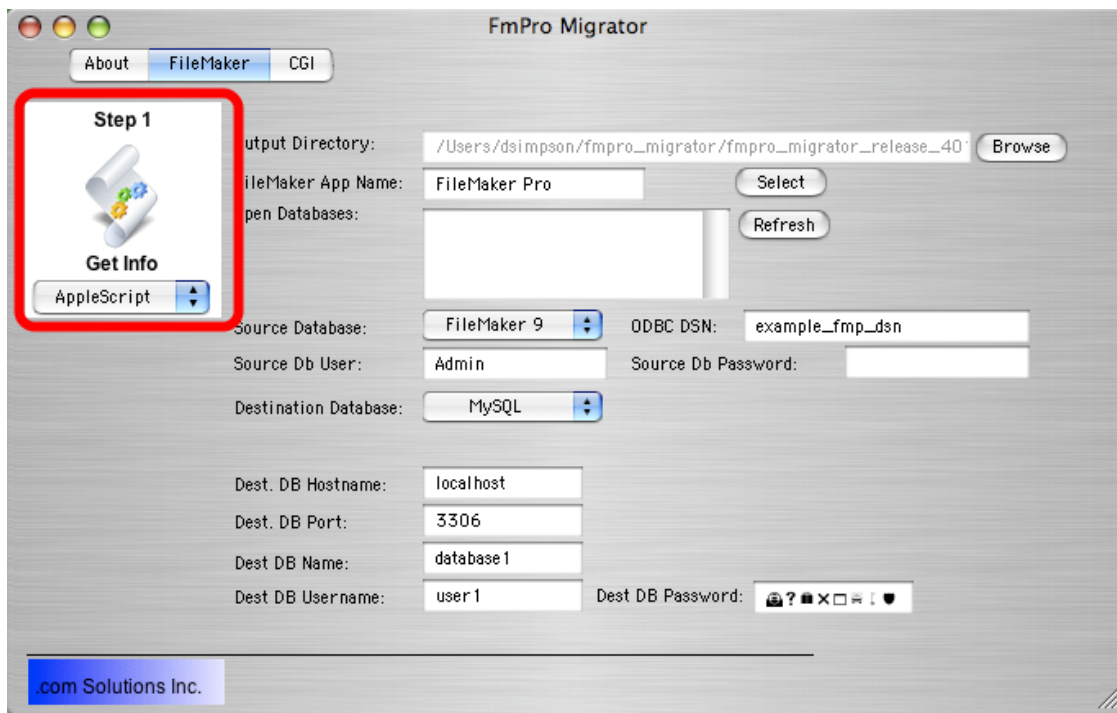 FmPro Migrator
About FileMaker CGI
Step 1
Get Info
AppleScript
utput Directory: /Users/dsimpson/fmpro_migrator/fmpro_migrator_release_40 Browse
ileMaker App Name: FileMaker Pro Select
pen Databases: Refresh
Source Database: FileMaker 9 ODBC DSN: example_fmp_dsn
Source Db User: Admin Source Db Password:
Destination Database: MySQL
Dest. DB Hostname: localhost
Dest. DB Port: 3306
Dest DB Name: database1
Dest DB Username: user1 Dest DB Password:
.com Solutions Inc.